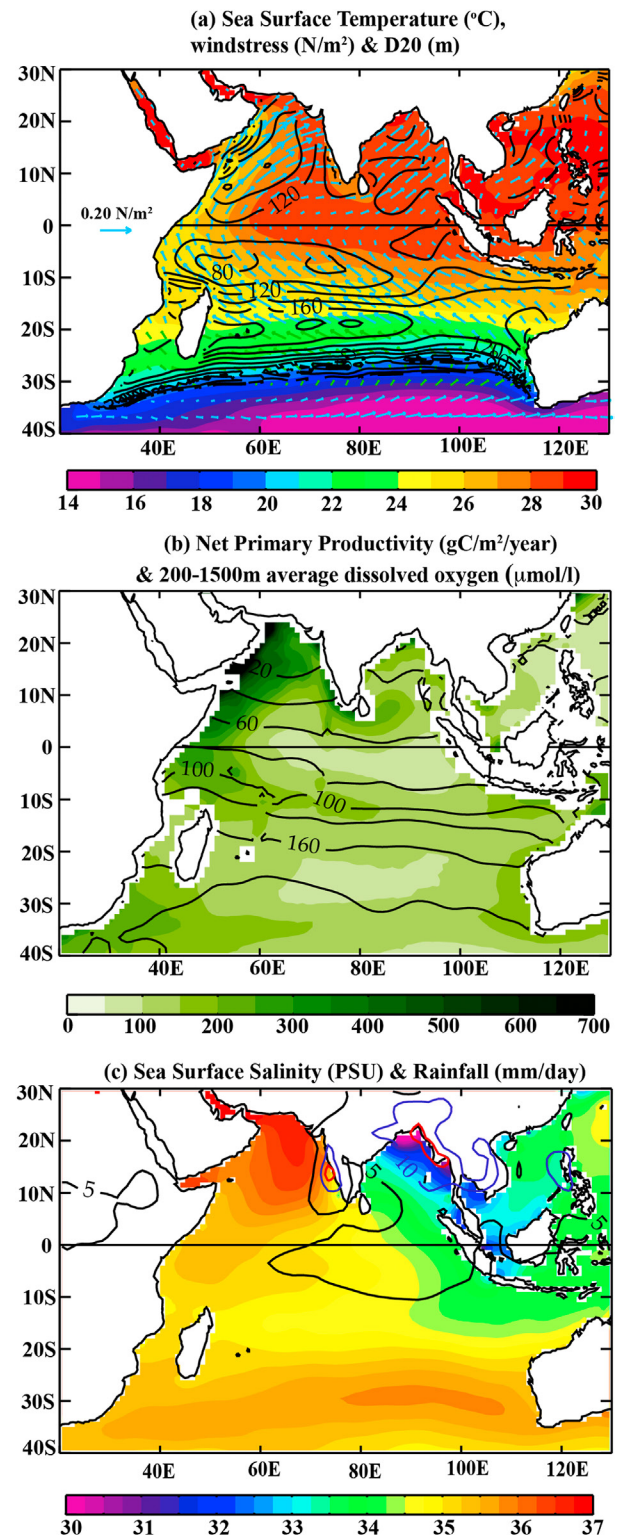 (a) Sea Surface Temperature (°C),
windstress (N/m²) & D20 (m)
30N
20N
10N
0
10S
20S
30S
40S
0.20 N/m²
120
80
120
160
120
40E
60E
80E
100E
120E
14 16 18 20 22 24 26 28 30
(b) Net Primary Productivity (gC/m²/year)
& 200-1500m average dissolved oxygen (μmol/l)
30N
20N
10N
0
10S
20S
30S
40S
20
60
100
100
160
40E
60E
80E
100E
120E
0 100 200 300 400 500 600 700
(c) Sea Surface Salinity (PSU) & Rainfall (mm/day)
30N
20N
10N
0
10S
20S
30S
40S
5
5
10
5
40E
60E
80E
100E
120E
30 31 32 33 34 35 36 37